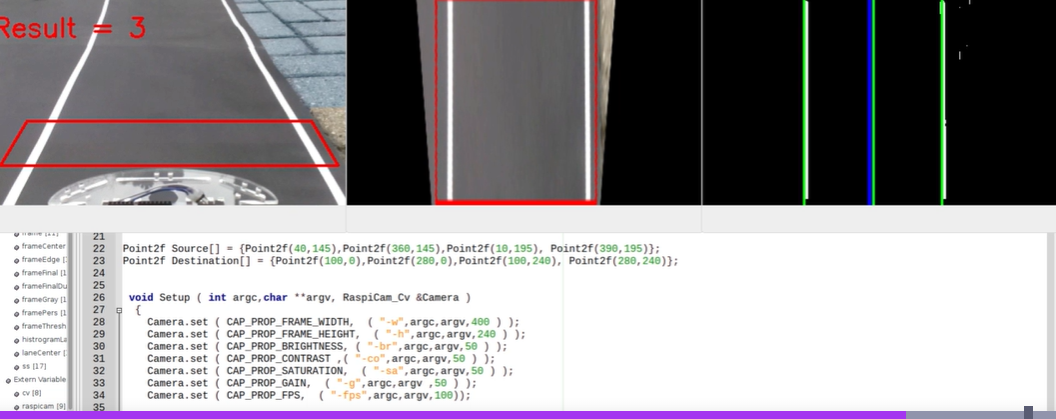 Result = 3
frame [11]
frameCenter
frameEdge [
frameFinal [
frameFinalDu
frameGray [1
framePers [1
frameThresh
histrogramLa
laneCenter [
ss [17]
Extern Variable
cv [8]
raspicam [9]
21
22 Point2f Source[] = {Point2f(40,145),Point2f(360,145),Point2f(10,195), Point2f(390,195)};
23 Point2f Destination[] = {Point2f(100,0),Point2f(280,0),Point2f(100,240), Point2f(280,240)};
24
25
26 void Setup ( int argc,char **argv, RaspiCam_Cv &Camera )
27 {
28 Camera.set ( CAP_PROP_FRAME_WIDTH, ( "-w",argc,argv,400 ) );
29 Camera.set ( CAP_PROP_FRAME_HEIGHT, ( "-h",argc,argv,240 ) );
30 Camera.set ( CAP_PROP_BRIGHTNESS, ( "-br",argc,argv,50 ) );
31 Camera.set ( CAP_PROP_CONTRAST ,( "-co",argc,argv,50 ) );
32 Camera.set ( CAP_PROP_SATURATION, ( "-sa",argc,argv,50 ) );
33 Camera.set ( CAP_PROP_GAIN, ( "-g",argc,argv ,50 ) );
34 Camera.set ( CAP_PROP_FPS, ( "-fps",argc,argv,100));
35